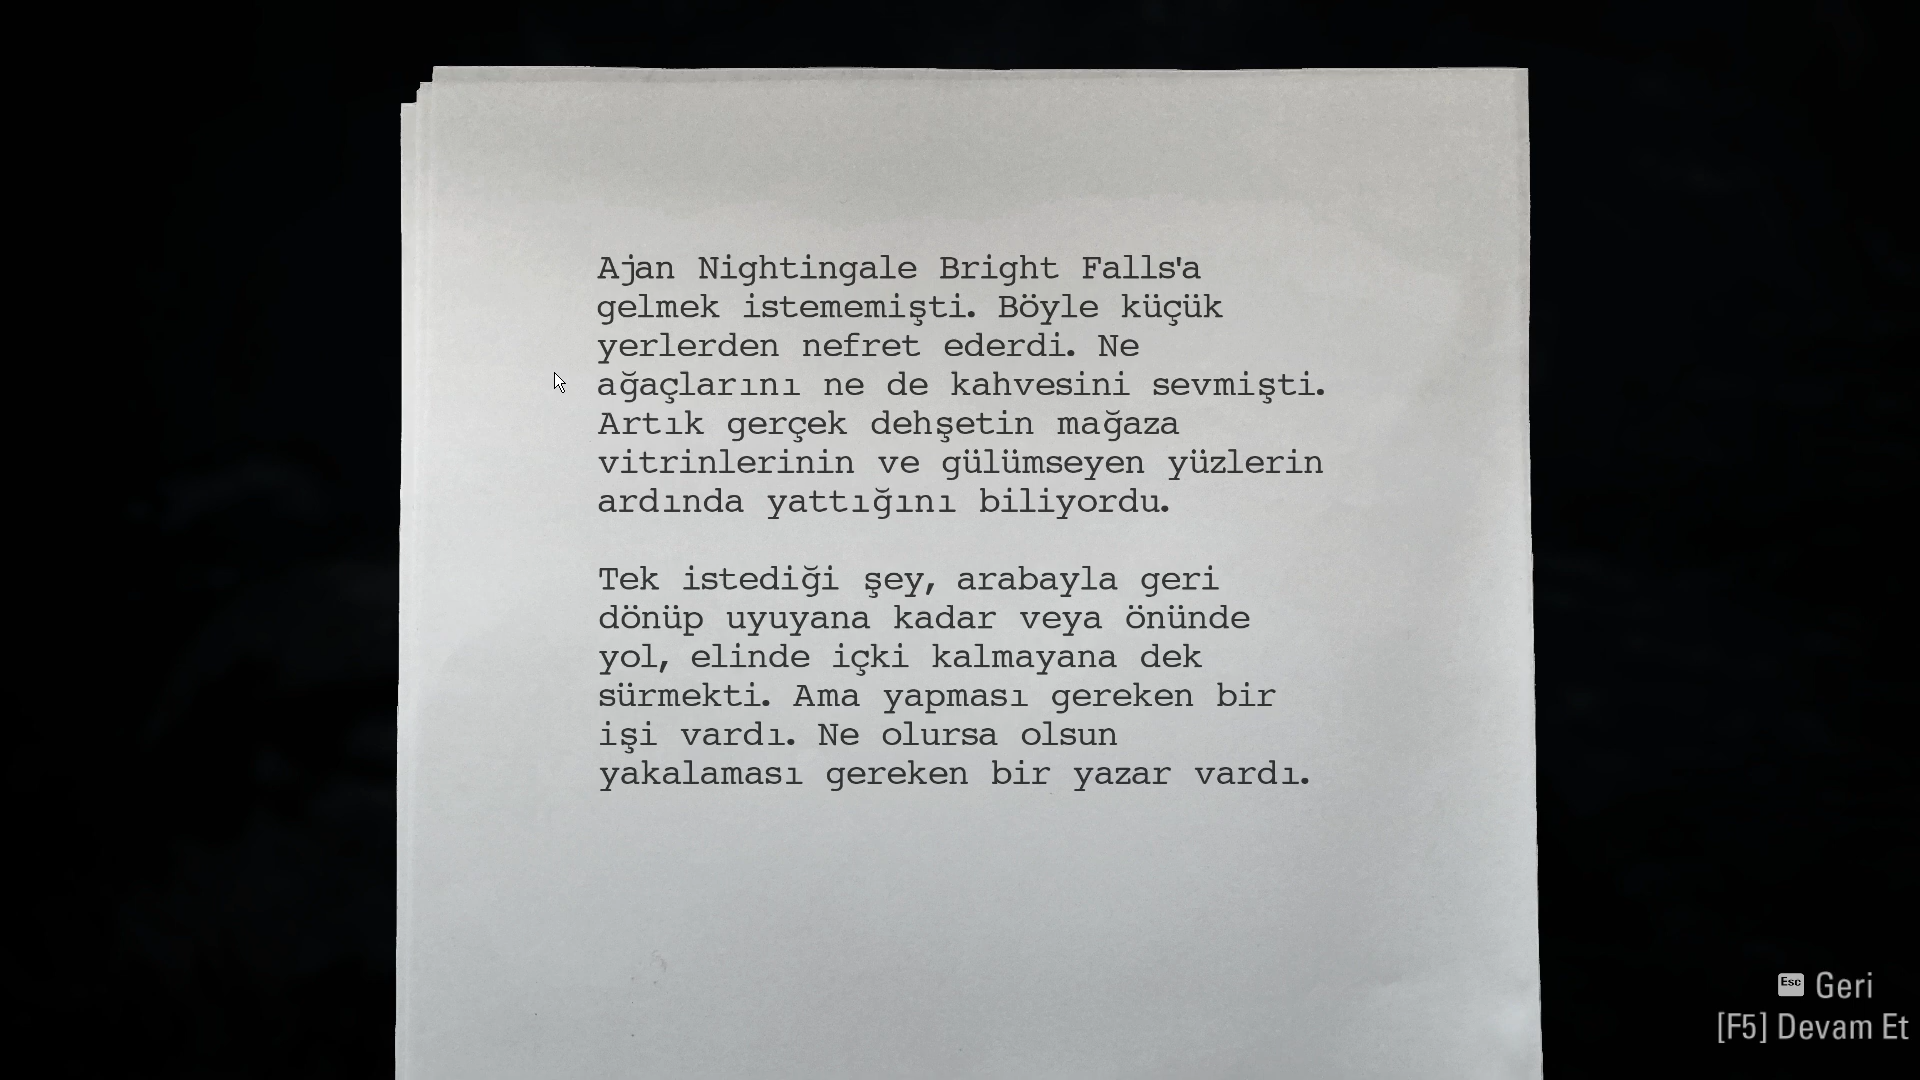 Ajan Nightingale Bright Falls'a
gelmek istememişti. Böyle küçük
yerlerden nefret ederdi. Ne
ağaçlarını ne de kahvesini sevmişti.
Artık gerçek dehşetin mağaza
vitrinlerinin ve gülümseyen yüzlerin
ardında yattığını biliyordu.
Tek istediği şey, arabayla geri
dönüp uyuyana kadar veya önünde
yol, elinde içki kalmayana dek
sürmekti. Ama yapması gereken bir
işi vardı. Ne olursa olsun
yakalaması gereken bir yazar vardı.
Esc Geri
[F5] Devam Et